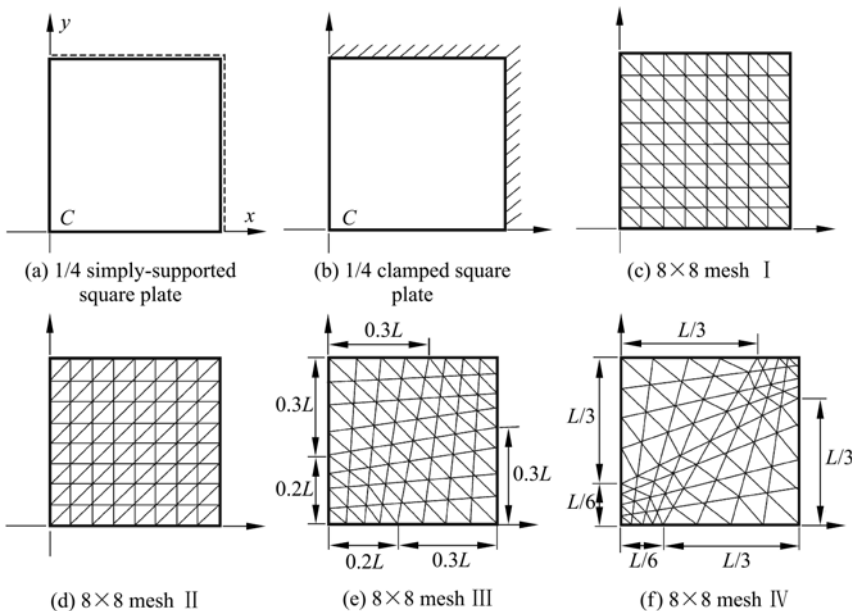 y
C
x
(a) 1/4 simply-supported
square plate
C
(b) 1/4 clamped square
plate
(c) 8×8 mesh Ⅰ
(d) 8×8 mesh Ⅱ
0.3L
0.3L
0.2L
0.3L
0.2L
0.3L
(e) 8×8 mesh Ⅲ
L/3
L/3
L/6
L/3
L/6
L/3
(f) 8×8 mesh Ⅳ